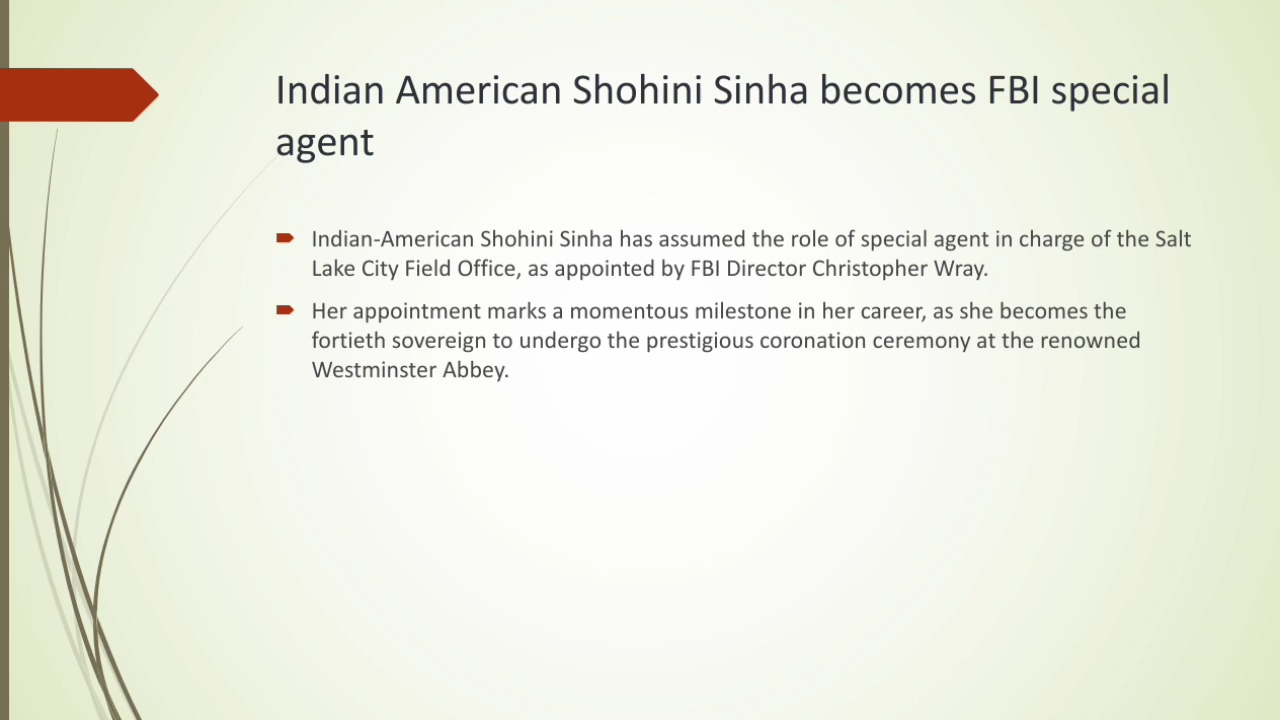 Indian American Shohini Sinha becomes FBI special
agent
Indian-American Shohini Sinha has assumed the role of special agent in charge of the Salt
Lake City Field Office, as appointed by FBI Director Christopher Wray.
Her appointment marks a momentous milestone in her career, as she becomes the
fortieth sovereign to undergo the prestigious coronation ceremony at the renowned
Westminster Abbey.